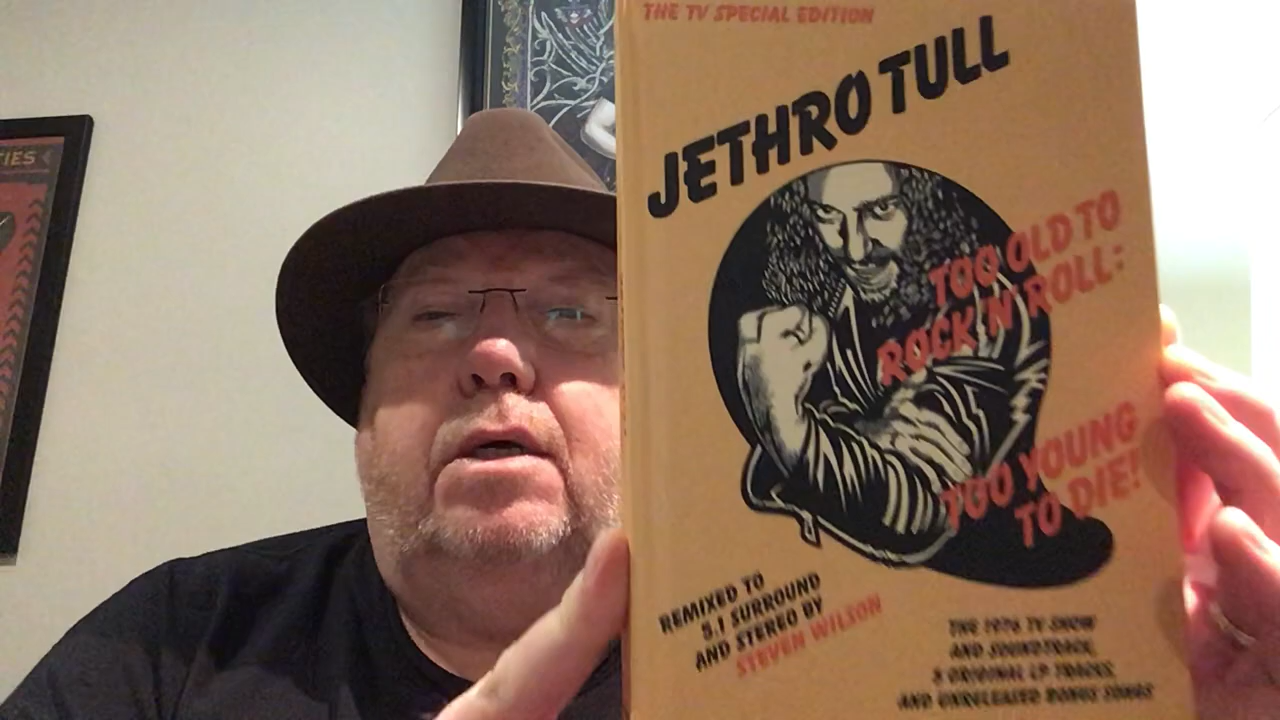 TIES
THE TV SPECIAL EDITION
JETHRO TULL
TOO OLD TO
ROCK 'N' ROLL:
TOO YOUNG
TO DIE!
REMIXED TO
5.1 SURROUND
AND STEREO BY
STEVEN WILSON
THE 1976 TV SHOW
AND SOUNDTRACK,
5 ORIGINAL LP TRACKS,
AND UNRELEASED BONUS SONGS